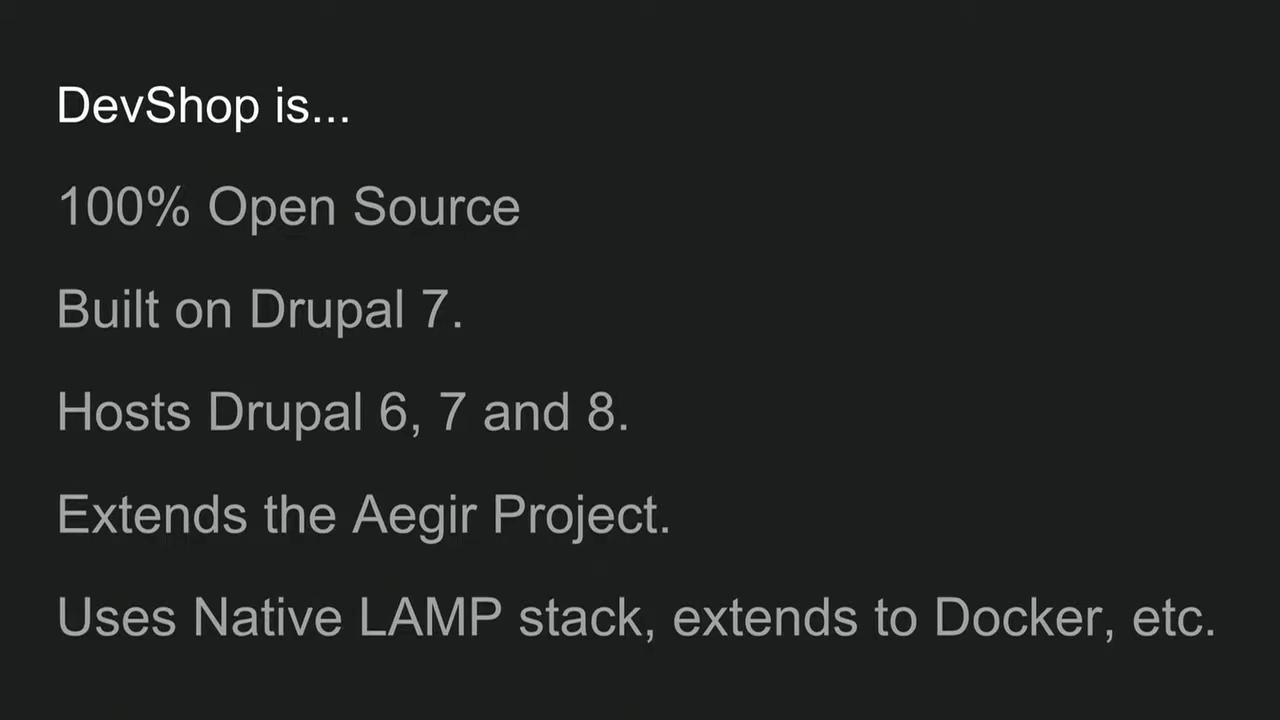 DevShop is...
100% Open Source
Built on Drupal 7.
Hosts Drupal 6, 7 and 8.
Extends the Aegir Project.
Uses Native LAMP stack, extends to Docker, etc.